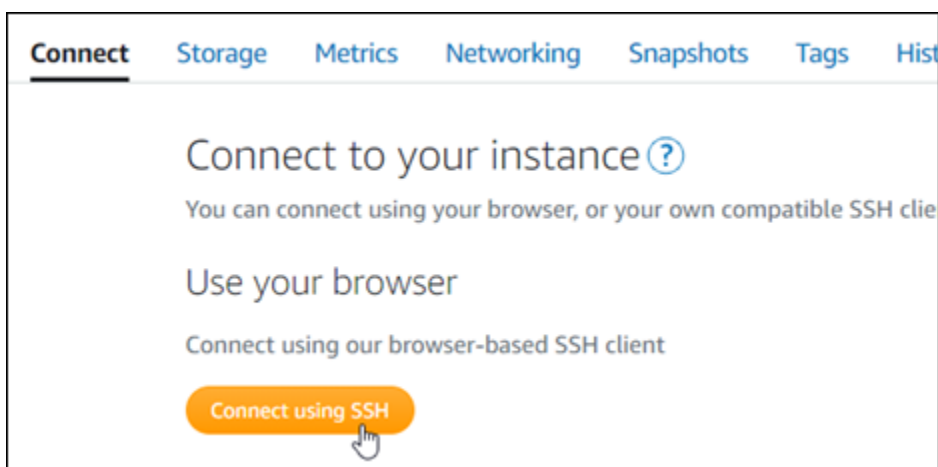 Connect Storage Metrics Networking Snapshots Tags
Connect to your instance ?
You can connect using your browser, or your own compatible SSH
Use your browser
Connect using our browser-based SSH client
Connect using SSH